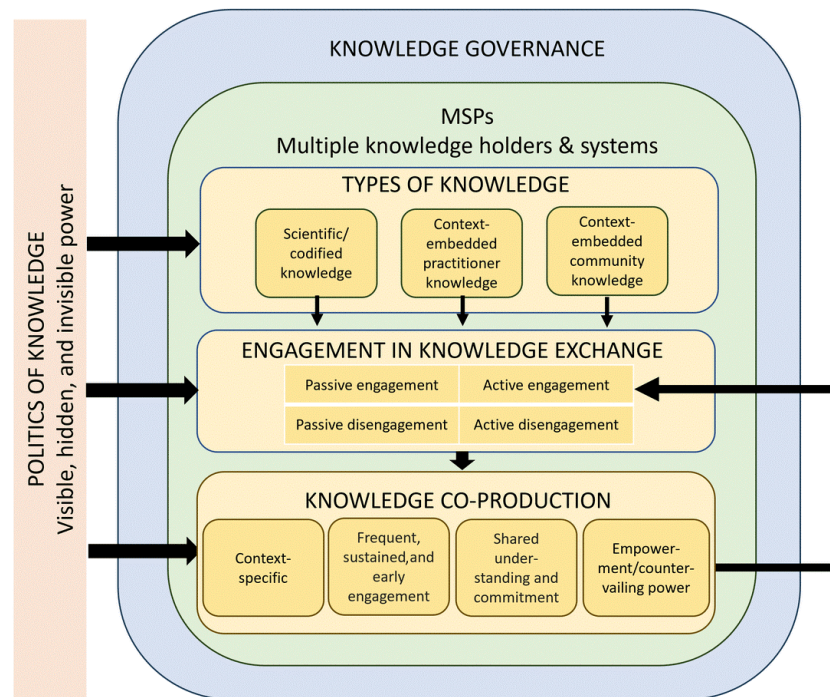 POLITICS OF KNOWLEDGE
Visible, hidden, and invisible power
KNOWLEDGE GOVERNANCE
MSPs
Multiple knowledge holders & systems
TYPES OF KNOWLEDGE
Scientific/
codified
knowledge
Context-
embedded
practitioner
knowledge
Context-
embedded
community
knowledge
ENGAGEMENT IN KNOWLEDGE EXCHANGE
Passive engagement
Active engagement
Passive disengagement
Active disengagement
KNOWLEDGE CO-PRODUCTION
Context-
specific
Frequent,
sustained,and
early
engagement
Shared
under-
standing and
commitment
Empower-
ment/counter-
vailing power